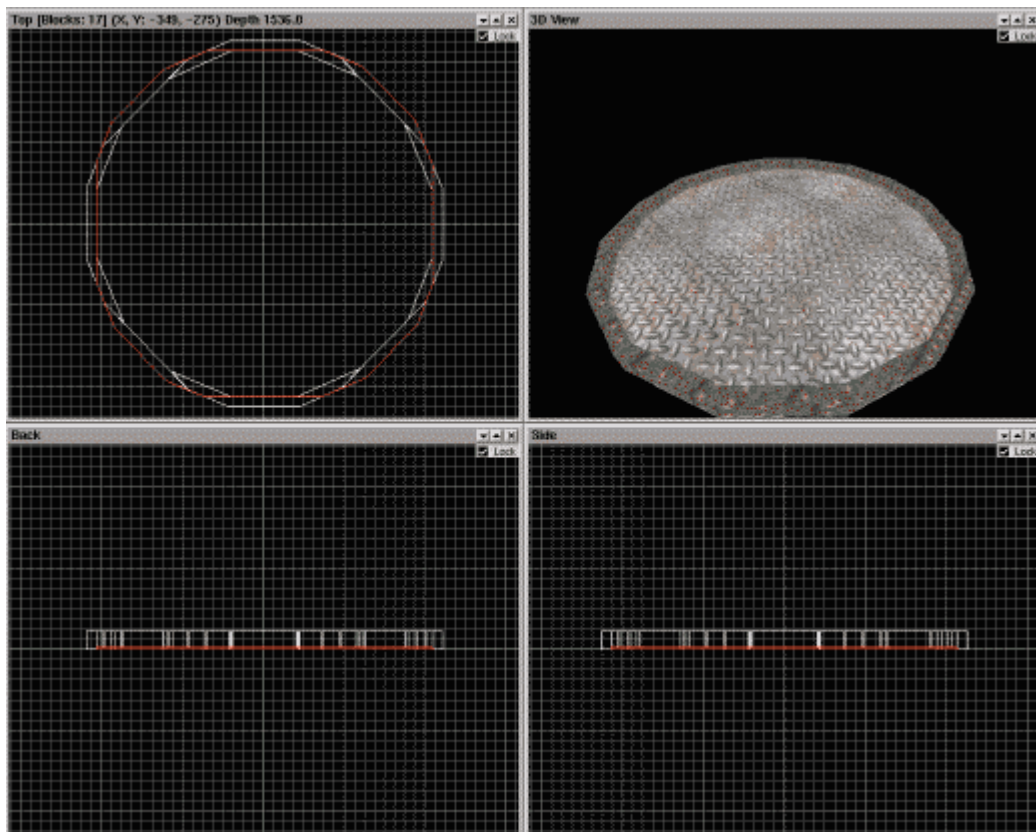 Top [Blocks: 17] (X, Y: -349, -275) Depth 1536.0
Lock
3D View
Lock
Back
Lock
Side
Lock